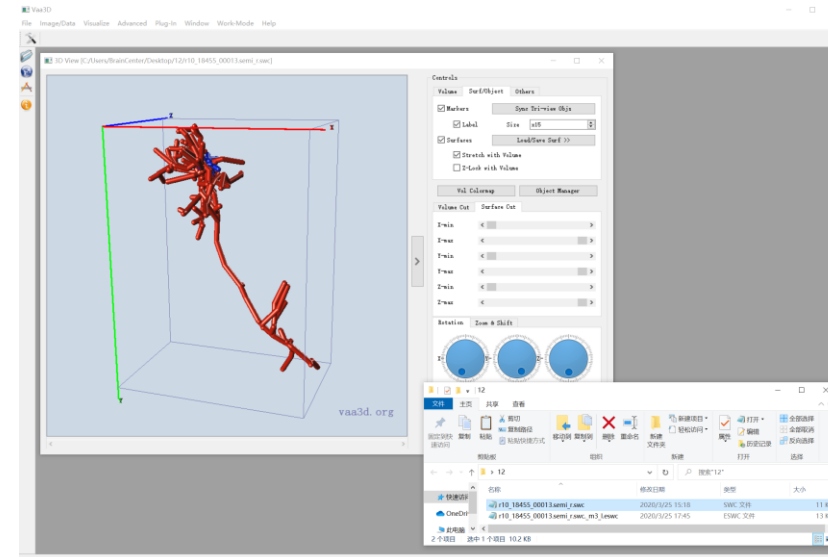 Vaa3D
File Image/Data Visualize Advanced Plug-in Window Work-Mode Help
3D View [C:/Users/BrainCenter/Desktop/12/r10_18455_00013.semi_r.swc]
Controls
Volume Surf/Object Others
Markers Sync Tri-view Objs
Label Size
Surfaces Load/Save Surf >>
Stretch with Volume
Z-Lock with Volume
Vol Colormap Object Manager
Volume Cut Surface Cut
X-min
X-max
Y-min
Y-max
Z-min
Z-max
Rotation Zoom & Shift
X
Y
vaa3d.org
12
文件 主页 共享 查看
固定到快速访问 复制 粘贴 剪切 复制路径 粘贴快捷方式
移动到 复制到 删除 重命名 新建文件夹 新建项目 轻松访问
属性 打开 编辑 历史记录 全部选择 全部取消 反向选择
剪贴板 组织 新建 打开 选择
12 搜索"12"
名称 修改日期 类型 大小
快速访问
r10_18455_00013.semi_r.swc 2020/3/25 15:18 SWC 文件 11
OneDri
r10_18455_00013.semi_r.swc_m3_l.eswc 2020/3/25 17:45 ESWC 文件 13
此电脑
2 个项目 选中 1 个项目 10.2 KB